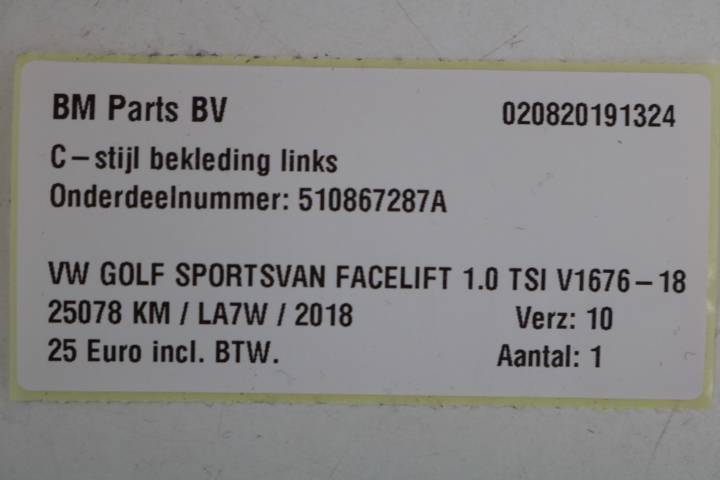 BM Parts BV 020820191324
C-stijl bekleding links
Onderdeelnummer: 510867287A
VW GOLF SPORTSVAN FACELIFT 1.0 TSI V1676-18
25078 KM / LA7W / 2018 Verz: 10
25 Euro incl. BTW. Aantal: 1